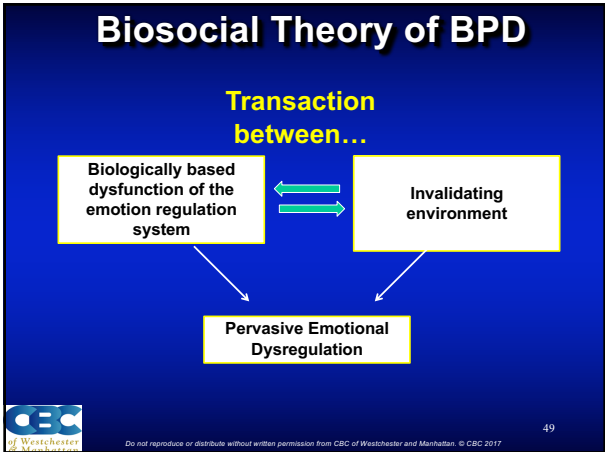 Biosocial Theory of BPD
Transaction
between…
Biologically based
dysfunction of the
emotion regulation
system
Invalidating
environment
Pervasive Emotional
Dysregulation
CBC
of Westchester
& Manhattan
49
Do not reproduce or distribute without written permission from CBC of Westchester and Manhattan. © CBC 2017